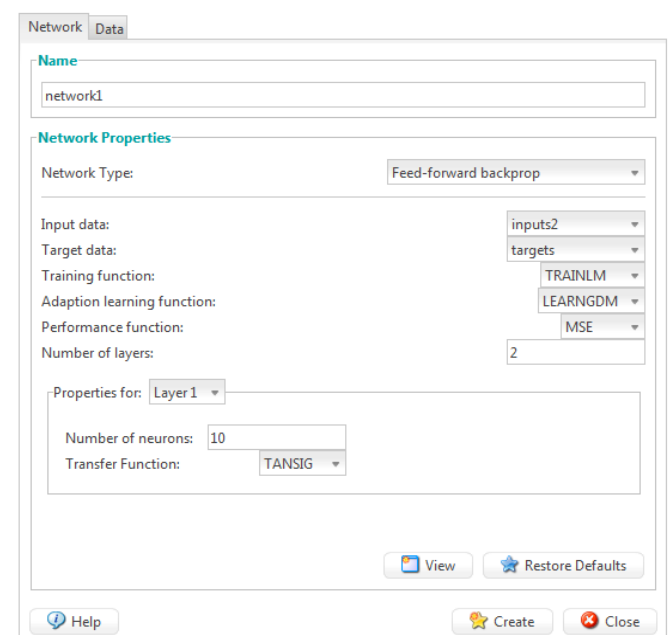 Network Data
Name
network1
Network Properties
Network Type: Feed-forward backprop
Input data: inputs2
Target data: targets
Training function: TRAINLM
Adaption learning function: LEARNGDM
Performance function: MSE
Number of layers: 2
Properties for: Layer 1
Number of neurons: 10
Transfer Function: TANSIG
View Restore Defaults
Help Create Close